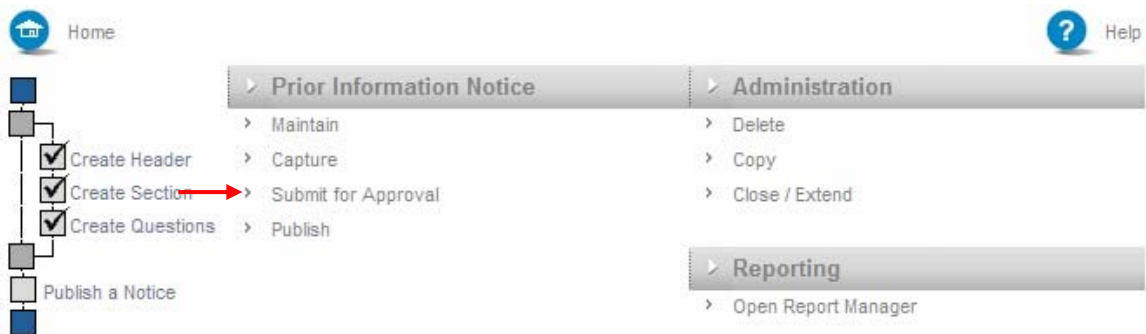 Home
? Help
Create Header
Create Section
Create Questions
Publish a Notice
Prior Information Notice
Maintain
Capture
Submit for Approval
Publish
Administration
Delete
Copy
Close / Extend
Reporting
Open Report Manager